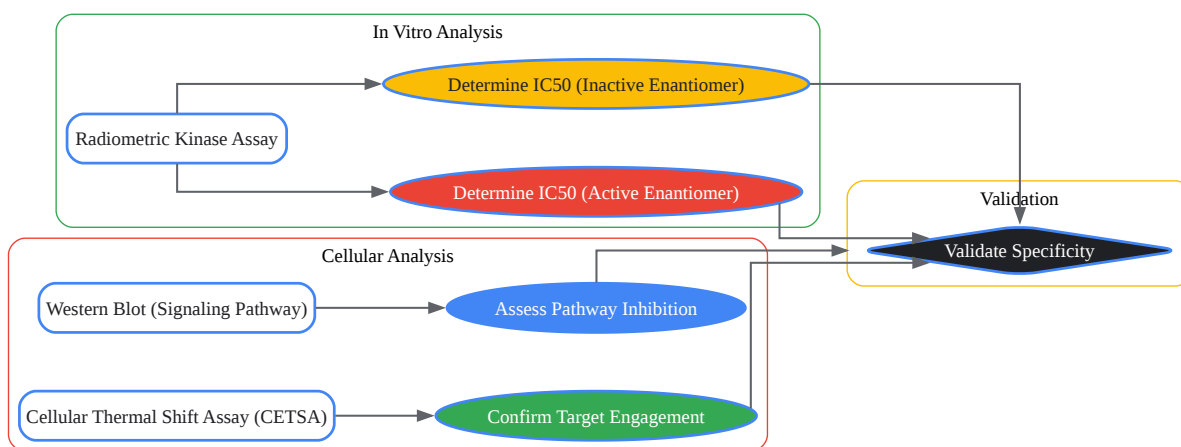 In Vitro Analysis
Determine IC50 (Inactive Enantiomer)
Radiometric Kinase Assay
Determine IC50 (Active Enantiomer)
Validation
Validate Specificity
Cellular Analysis
Western Blot (Signaling Pathway)
Assess Pathway Inhibition
Cellular Thermal Shift Assay (CETSA)
Confirm Target Engagement